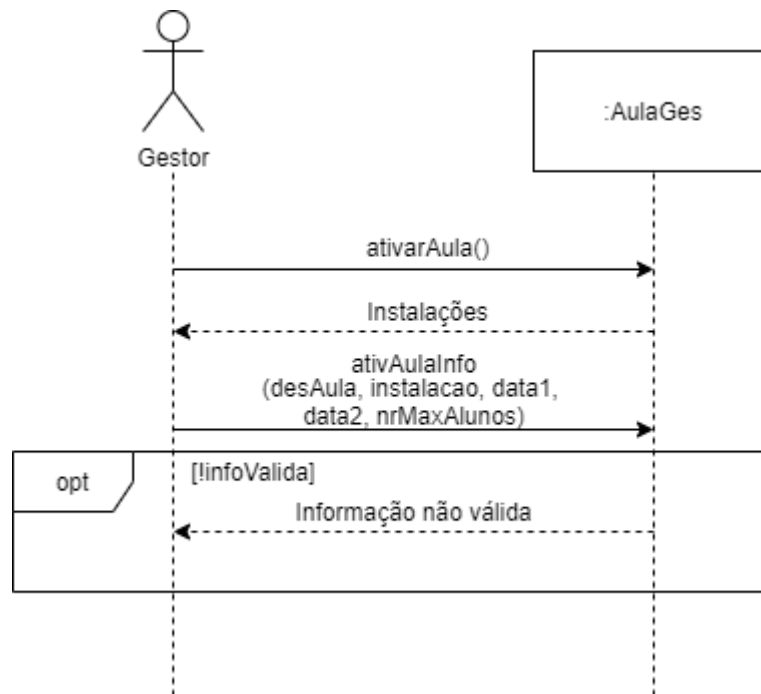 Gestor
:AulaGes
ativarAula()
Instalações
ativAulaInfo
(desAula, instalacao, data1,
data2, nrMaxAlunos)
opt
[!infoValida]
Informação não válida